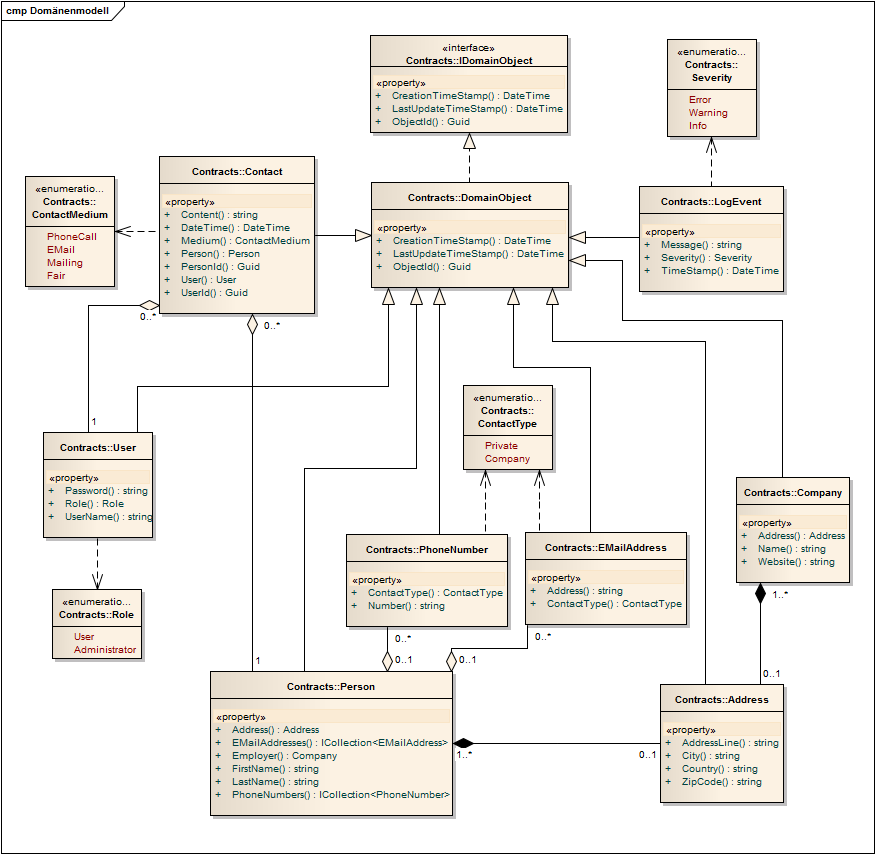 cmp Domänenmodell
«interface»
Contracts::IDomainObject
«property»
+ CreationTimeStamp() : DateTime
+ LastUpdateTimeStamp() : DateTime
+ ObjectId() : Guid
«enumeratio...
Contracts::
Severity
Error
Warning
Info
«enumeratio...
Contracts::
ContactMedium
PhoneCall
EMail
Mailing
Fair
Contracts::Contact
«property»
+ Content() : string
+ DateTime() : DateTime
+ Medium() : ContactMedium
+ Person() : Person
+ PersonId() : Guid
+ User() : User
+ UserId() : Guid
Contracts::DomainObject
«property»
+ CreationTimeStamp() : DateTime
+ LastUpdateTimeStamp() : DateTime
+ ObjectId() : Guid
Contracts::LogEvent
«property»
+ Message() : string
+ Severity() : Severity
+ TimeStamp() : DateTime
0..*
0..*
1
«enumeratio...
Contracts::
ContactType
Private
Company
Contracts::User
«property»
+ Password() : string
+ Role() : Role
+ UserName() : string
Contracts::Company
«property»
+ Address() : Address
+ Name() : string
+ Website() : string
Contracts::PhoneNumber
«property»
+ ContactType() : ContactType
+ Number() : string
Contracts::EMailAddress
«property»
+ Address() : string
+ ContactType() : ContactType
«enumeratio...
Contracts::Role
User
Administrator
1..*
0..*
0..*
1
0..1
0..1
0..1
Contracts::Person
«property»
+ Address() : Address
+ EMailAddresses() : ICollection<EMailAddress>
+ Employer() : Company
+ FirstName() : string
+ LastName() : string
+ PhoneNumbers() : ICollection<PhoneNumber>
1..*
0..1
Contracts::Address
«property»
+ AddressLine() : string
+ City() : string
+ Country() : string
+ ZipCode() : string